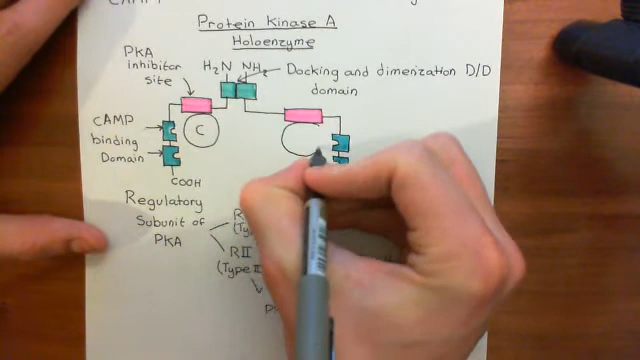 CAMP
Protein Kinase A
Holoenzyme
PKA
inhibitor
site
H₂N NH₂
Docking and dimerization D/D
domain
C
CAMP
binding
Domain
COOH
Regulatory
Subunit of
PKA
RII
(Type II